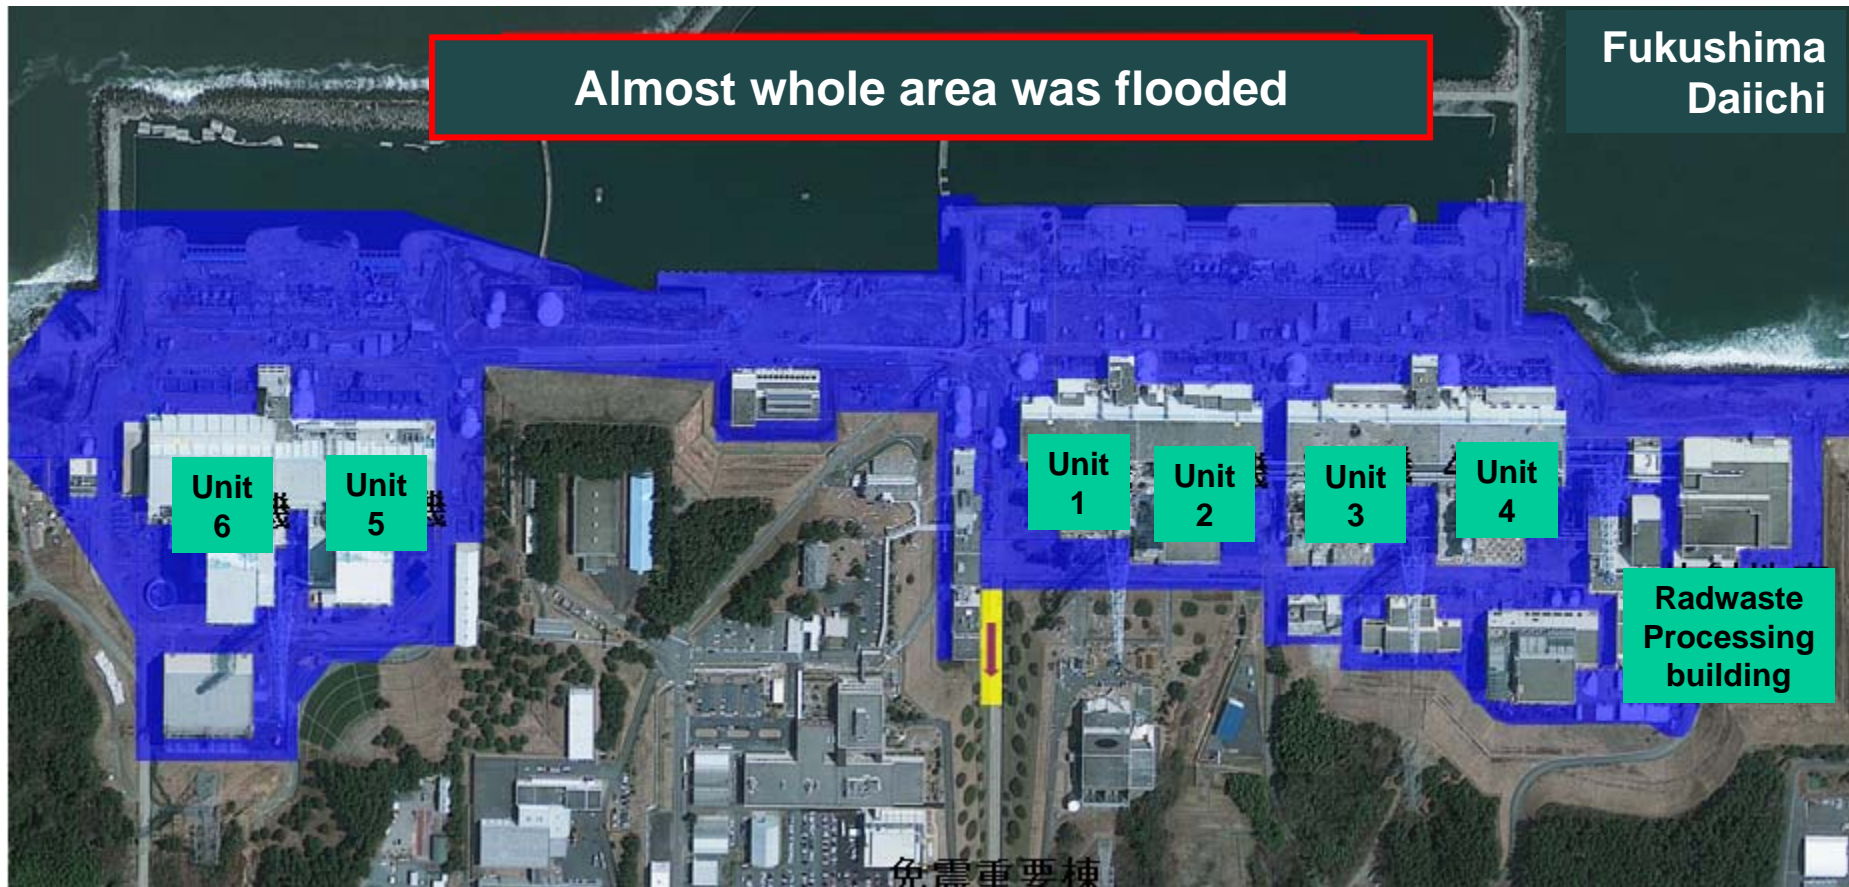 Almost whole area was flooded
Fukushima
Daiichi
Unit
6
Unit
5
Unit
1
Unit
2
Unit
3
Unit
4
Radwaste
Processing
building
免震重要棟